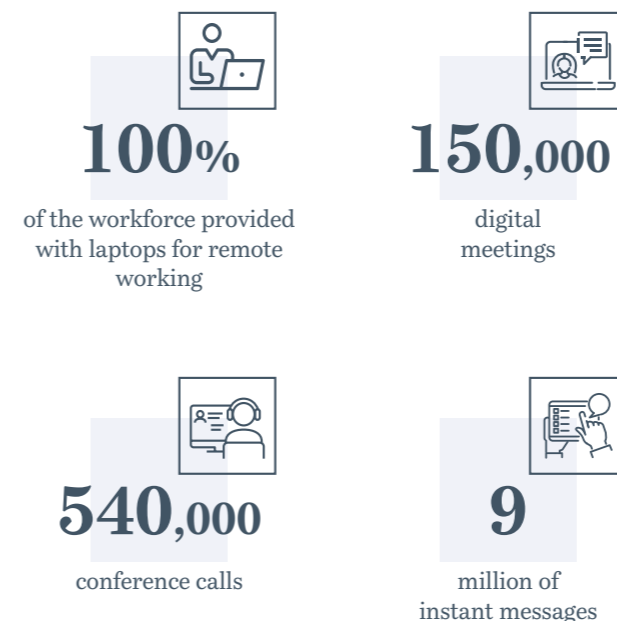 100%
of the workforce provided
with laptops for remote
working
150,000
digital
meetings
540,000
conference calls
9
million of
instant messages